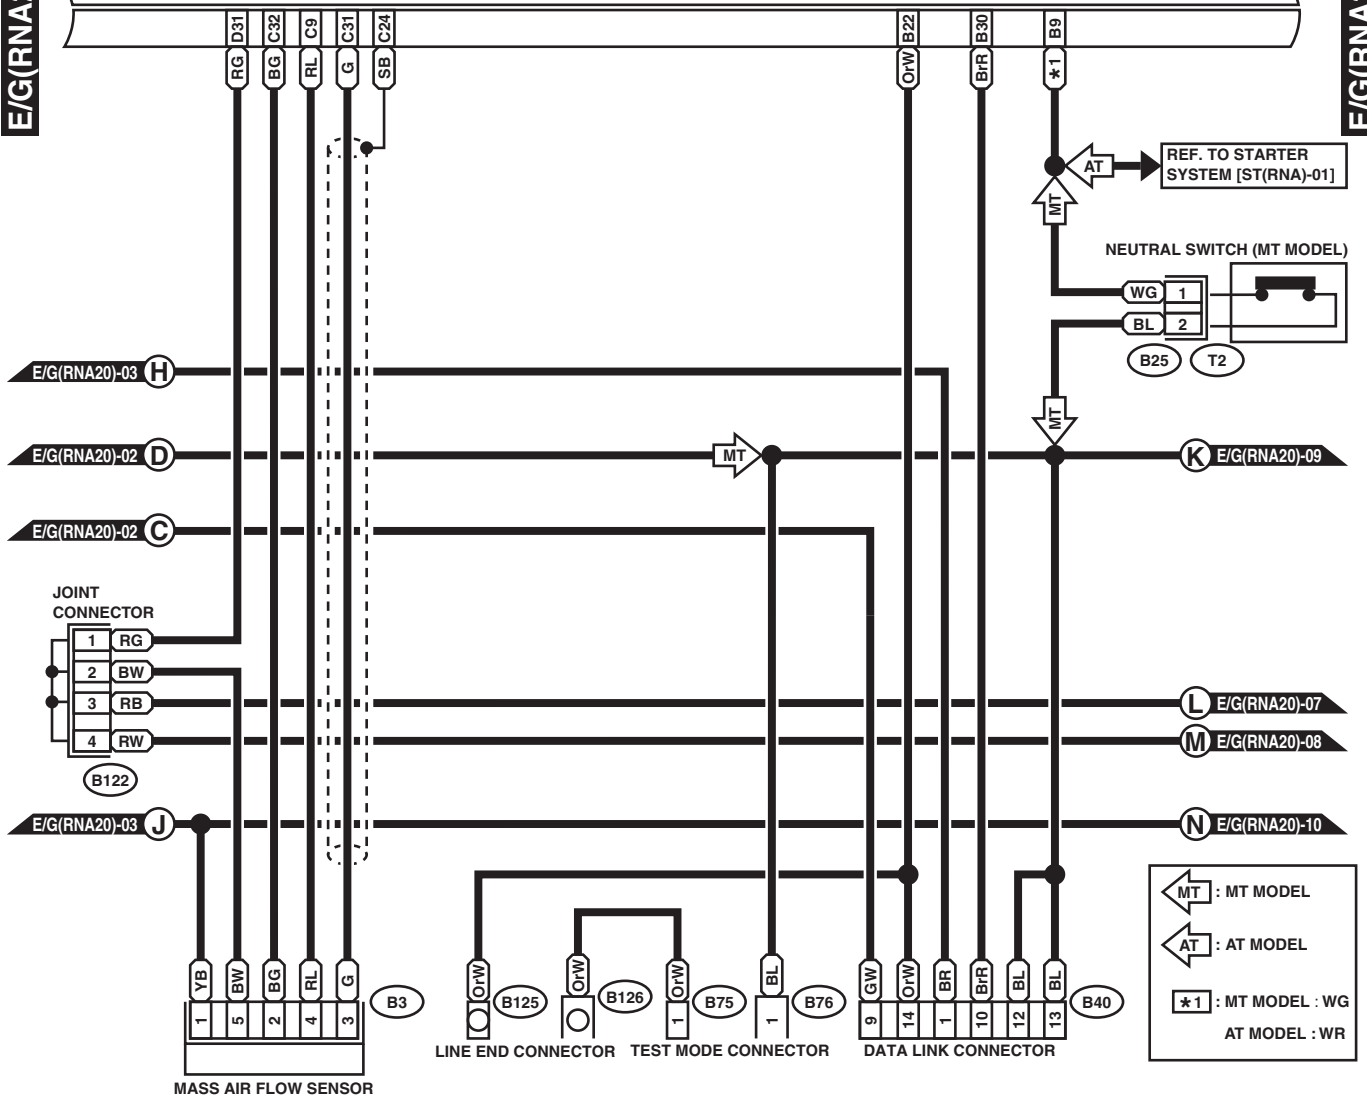 E/G(RNA
E/G(RNA
D31 C32 C9 C31 C24 B22 B30 B9
RG BG RL G SB OrW BrR *1
AT
REF. TO STARTER
SYSTEM [ST(RNA)-01]
MT
NEUTRAL SWITCH (MT MODEL)
WG 1
BL 2
B25 T2
E/G(RNA20)-03 H
MT
E/G(RNA20)-02 D
MT
K E/G(RNA20)-09
E/G(RNA20)-02 C
JOINT
CONNECTOR
1 RG
2 BW
3 RB
L E/G(RNA20)-07
4 RW
M E/G(RNA20)-08
B122
E/G(RNA20)-03 J
N E/G(RNA20)-10
MT : MT MODEL
AT : AT MODEL
*1 : MT MODEL : WG
AT MODEL : WR
YB BW BG RL G
1 5 2 4 3
B3
OrW
B125
OrW
B126
OrW
1
B75
BL
1
B76
GW OrW BR BrR BL BL
9 14 1 10 12 13
B40
LINE END CONNECTOR
TEST MODE CONNECTOR
DATA LINK CONNECTOR
MASS AIR FLOW SENSOR